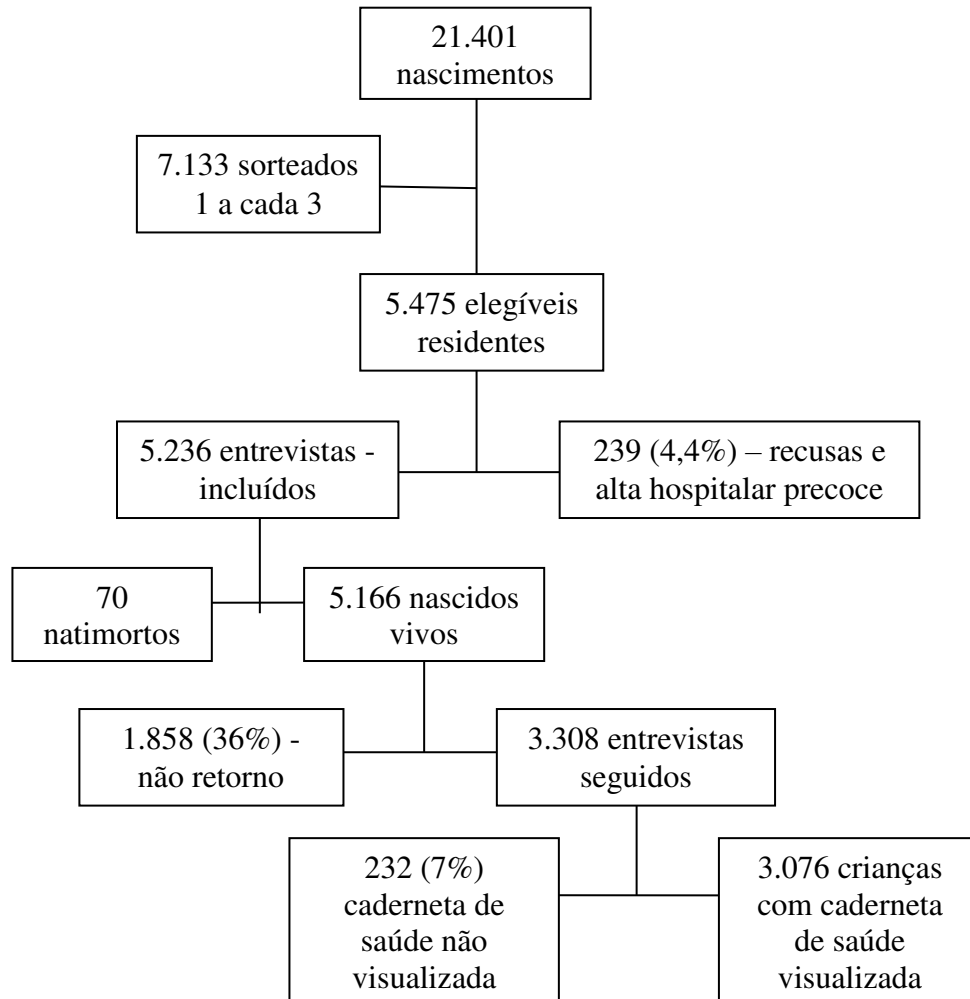 21.401
nascimentos
7.133 sorteados
1 a cada 3
5.475 elegíveis
residentes
5.236 entrevistas -
incluídos
239 (4,4%) – recusas e
alta hospitalar precoce
70
natimortos
5.166 nascidos
vivos
1.858 (36%) -
não retorno
3.308 entrevistas
seguidos
232 (7%)
caderneta de
saúde não
visualizada
3.076 crianças
com caderneta
de saúde
visualizada